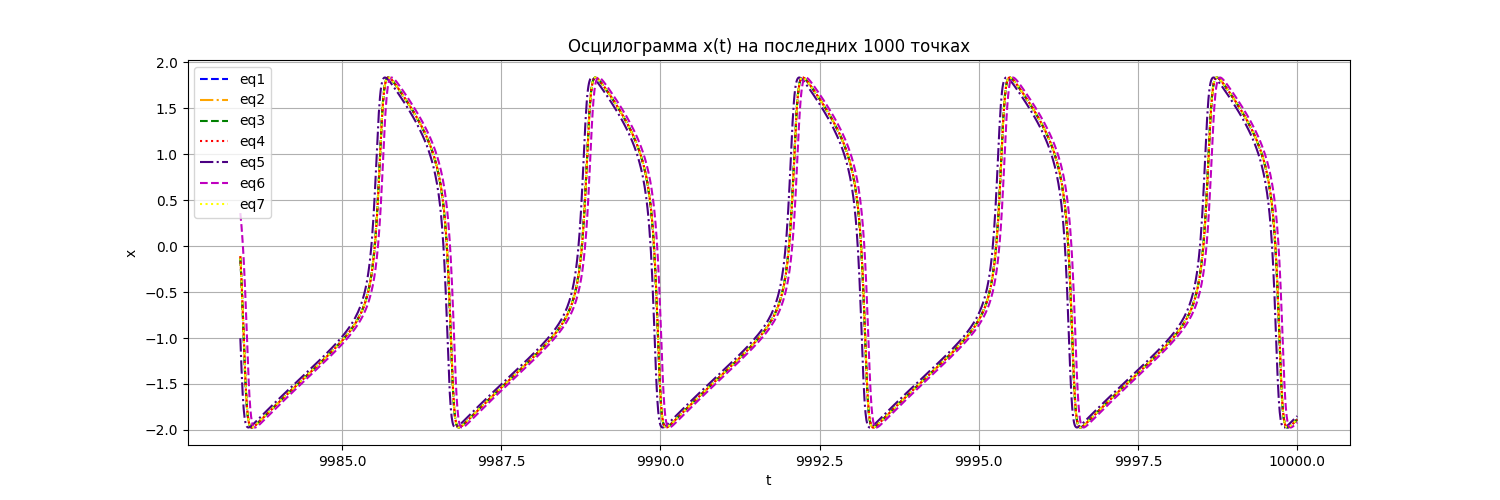 Осцилограмма x(t) на последних 1000 точках
2.0
1.5
1.0
0.5
0.0
−0.5
−1.0
−1.5
−2.0
x
eq1
eq2
eq3
eq4
eq5
eq6
eq7
9985.0 9987.5 9990.0 9992.5 9995.0 9997.5 10000.0
t